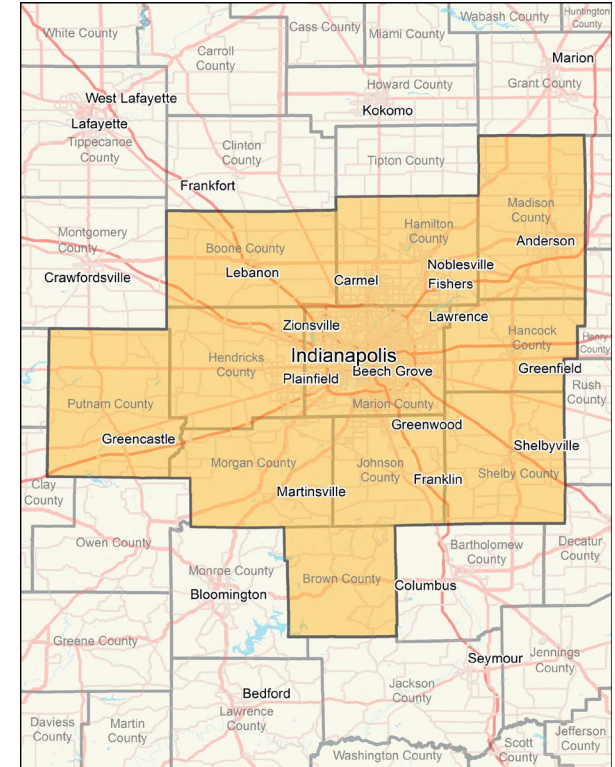 White County
Cass County
Miami County
Wabash County
Huntington
County
Carroll
County
Marion
Grant County
Howard County
Kokomo
West Lafayette
Lafayette
Tippecanoe
County
Clinton
County
Tipton County
Frankfort
Madison
County
Anderson
Hamilton
County
Montgomery
County
Crawfordsville
Boone County
Lebanon
Carmel
Noblesville
Fishers
Zionsville
Lawrence
Hancock
County
Henry
County
Hendricks
County
Indianapolis
Beech Grove
Plainfield
Greenfield
Rush
County
Putnam County
Marion County
Greencastle
Greenwood
Shelbyville
Shelby County
Morgan County
Johnson
County
Franklin
Martinsville
Clay
County
Owen County
Monroe County
Bloomington
Brown County
Columbus
Bartholomew
County
Decatur
County
Greene County
Seymour
Jennings
County
Jackson
County
Bedford
Lawrence
County
Daviess
County
Martin
County
Washington County
Scott
County
Jefferson
County